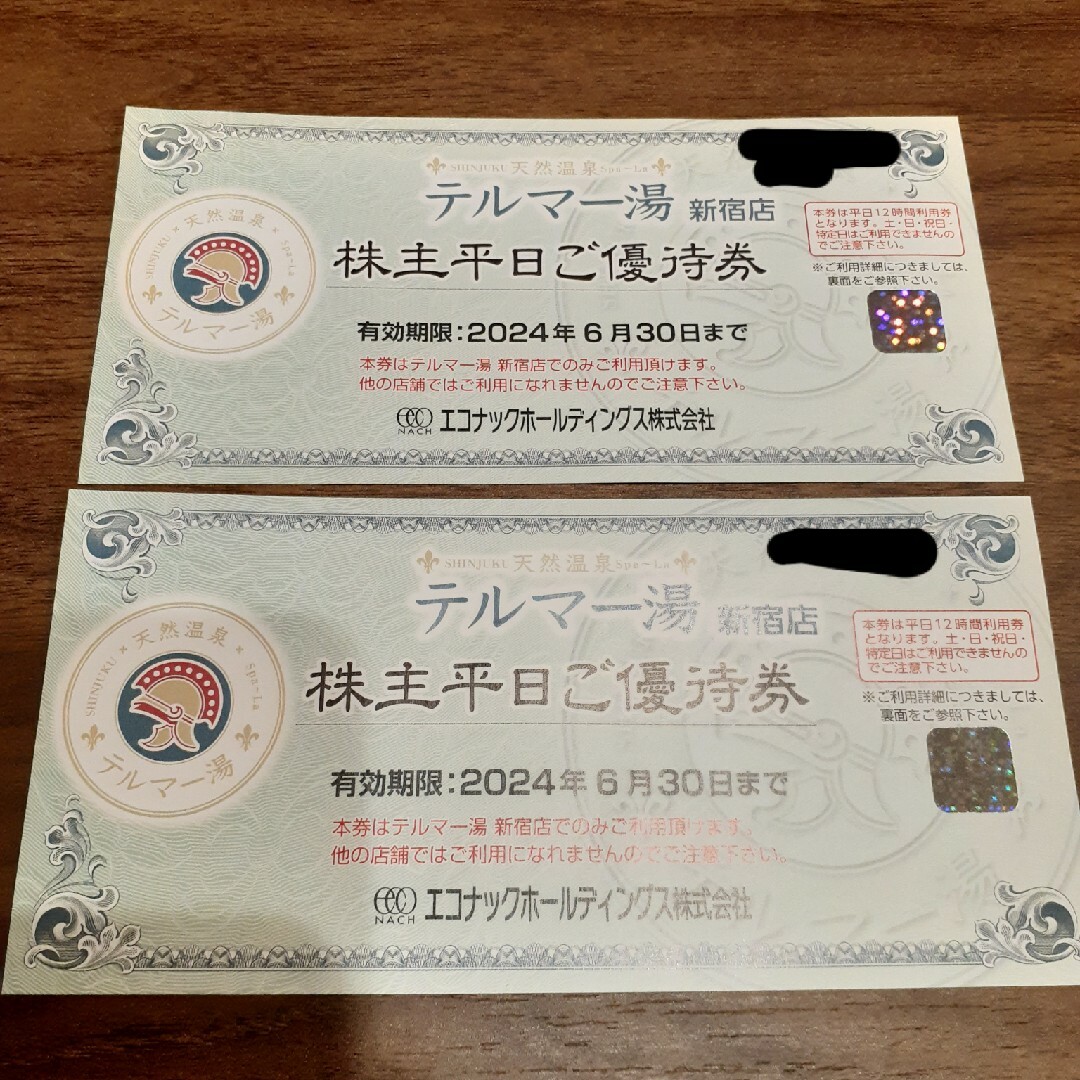 SHINJUKU 天然温泉 Spa-La
テルマー湯 新宿店
株主平日ご優待券
有効期限:2024年6月30日まで
本券はテルマー湯 新宿店でのみご利用頂けます。
他の店舗ではご利用になれませんのでご注意下さい。
eco NACH エコナックホールディングス株式会社
天然温泉
SHINJUKU × × Spa-La
テルマー湯
本券は平日12時間利用券
となります。土・日・祝日・
特定日はご利用できませんの
でご注意下さい。
※ご利用詳細につきましては、
裏面をご参照下さい。
SHINJUKU 天然温泉 Spa-La
テルマー湯 新宿店
株主平日ご優待券
有効期限:2024年6月30日まで
本券はテルマー湯 新宿店でのみご利用頂けます。
他の店舗ではご利用になれませんのでご注意下さい。
eco NACH エコナックホールディングス株式会社
天然温泉
SHINJUKU × × Spa-La
テルマー湯
本券は平日12時間利用券
となります。土・日・祝日・
特定日はご利用できませんの
でご注意下さい。
※ご利用詳細につきましては、
裏面をご参照下さい。